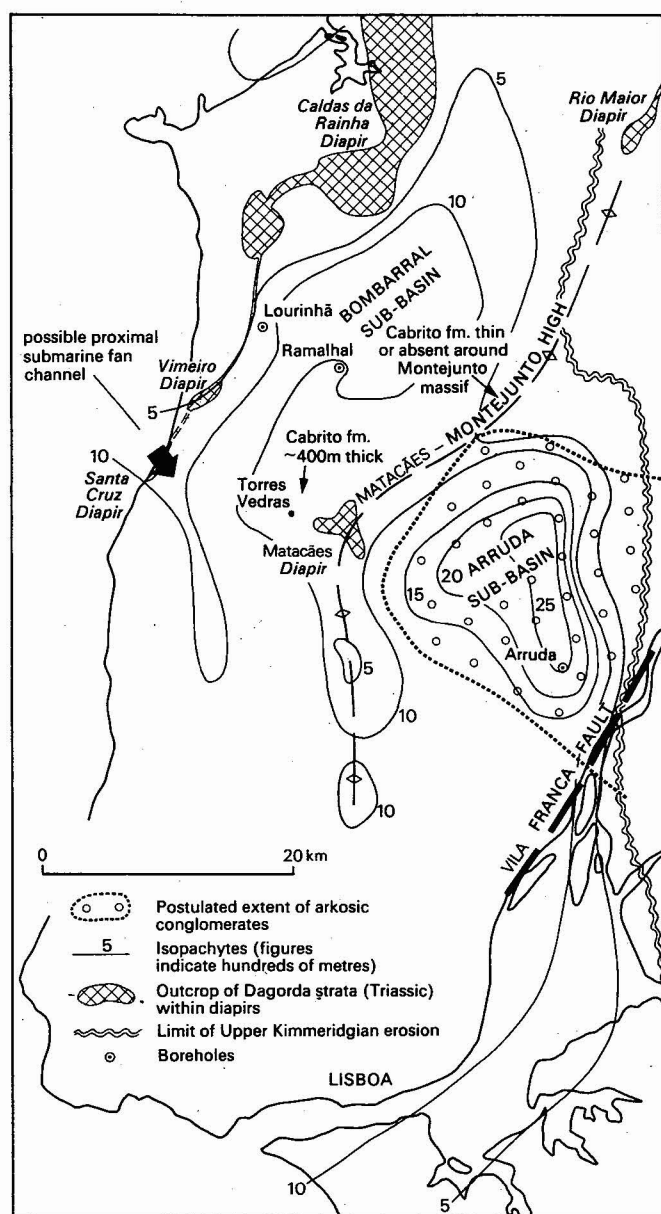 5
Caldas da
Rainha
Diapir
Rio Maior
Diapir
10
BOMBARRAL
SUB-BASIN
Lourinhã
Ramalhal
possible proximal
submarine fan
channel
Vimeiro
Diapir
5
Cabrito fm. thin
or absent around
Montejunto
massif
MATACÃES – MONTEJUNTO HIGH
10
Santa
Cruz
Diapir
Cabrito fm.
~400m thick
Torres
Vedras
Matacães
Diapir
ARRUDA
SUB-BASIN
20
15
25
Arruda
5
10
10
VILA FRANCA – FAULT
0
20 km
Postulated extent of arkosic
conglomerates
5
Isopachytes (figures
indicate hundreds of metres)
Outcrop of Dagorda strata (Triassic)
within diapirs
Limit of Upper Kimmeridgian erosion
Boreholes
LISBOA
10
5